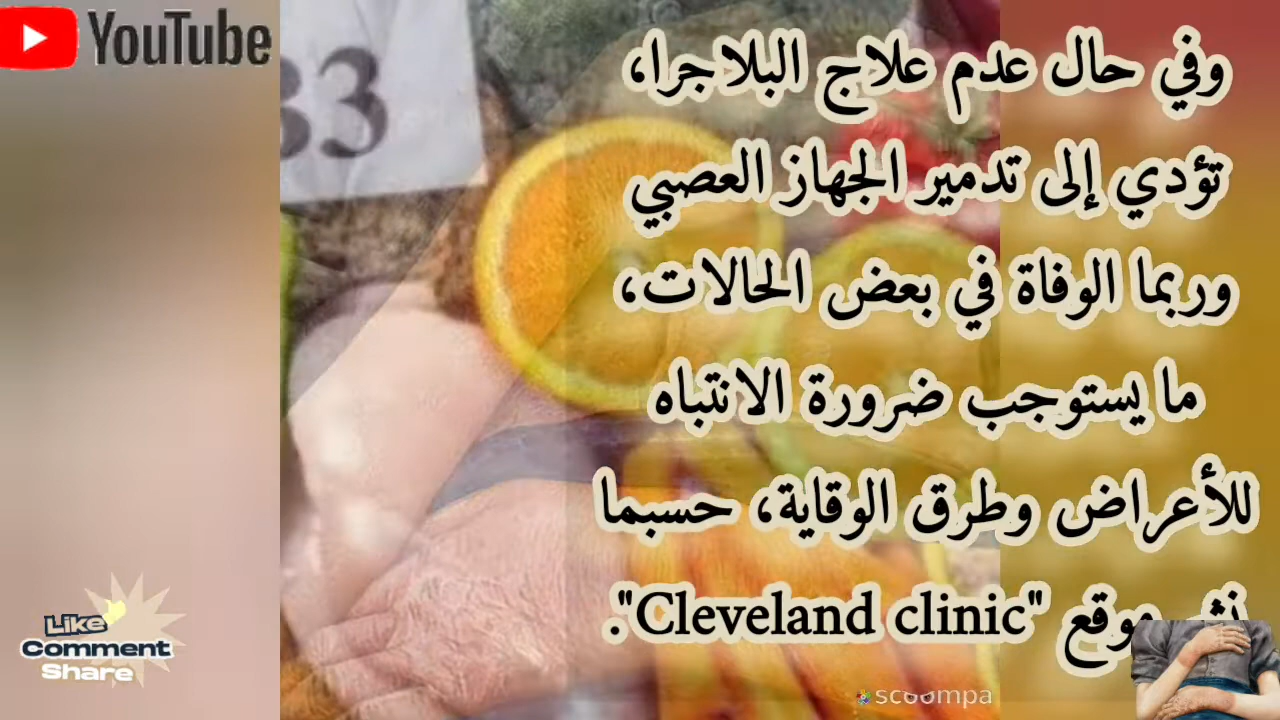 YouTube
33
وفي حال عدم علاج البلاجرا،
تؤدي إلى تدمير الجهاز العصبي
وربما الوفاة في بعض الحالات،
ما يستوجب ضرورة الانتباه
للأعراض وطرق الوقاية، حسبما
موقع "Cleveland clinic".
Like
Comment
Share
scoompa